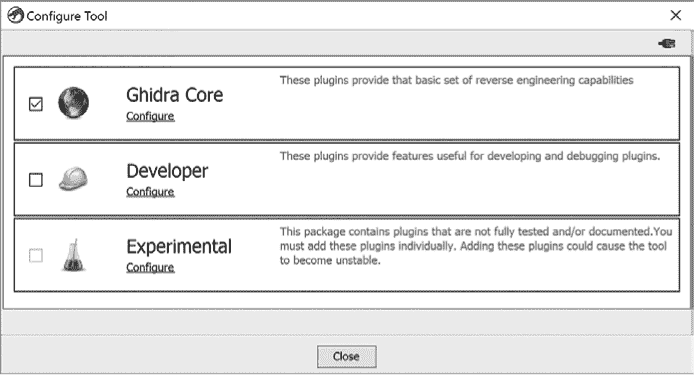 Configure Tool
Ghidra Core
Configure
These plugins provide that basic set of reverse engineering capabilities
Developer
Configure
These plugins provide features useful for developing and debugging plugins.
Experimental
Configure
This package contains plugins that are not fully tested and/or documented.You
must add these plugins individually. Adding these plugins could cause the tool
to become unstable.
Close